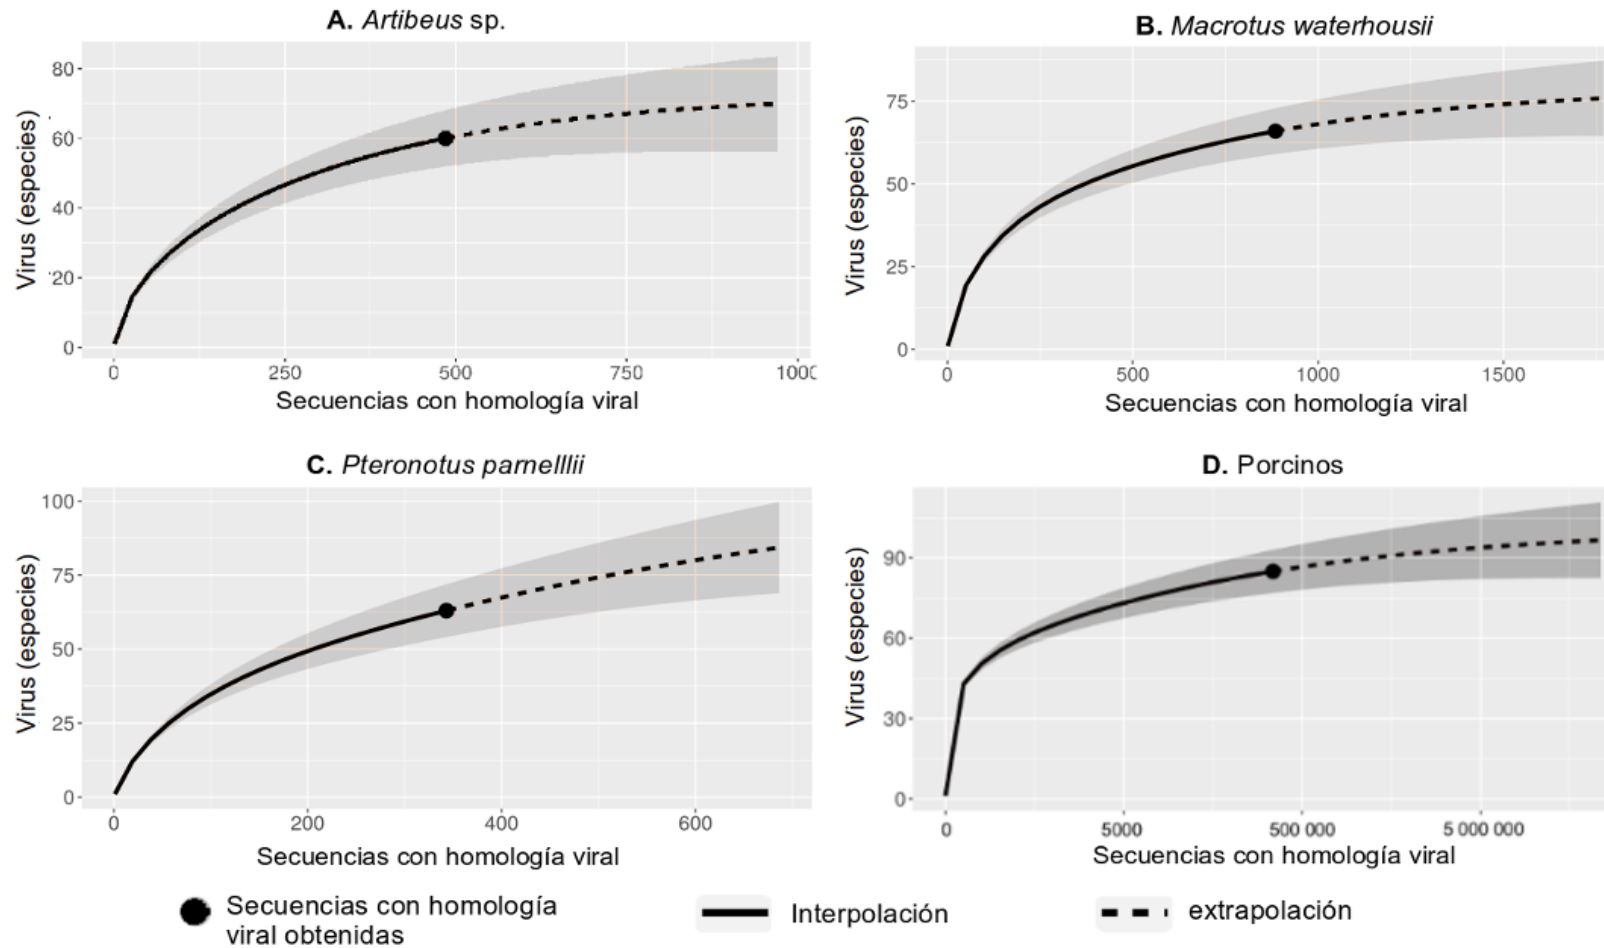 A. Artibeus sp.
Virus (especies)
80
60
40
20
0
0 250 500 750 1000
Secuencias con homología viral
B. Macrotus waterhousii
Virus (especies)
75
50
25
0
0 500 1000 1500
Secuencias con homología viral
C. Pteronotus parnelllii
Virus (especies)
100
75
50
25
0
0 200 400 600
Secuencias con homología viral
D. Porcinos
Virus (especies)
90
60
30
0
0 5000 500 000 5 000 000
Secuencias con homología viral
Secuencias con homología
viral obtenidas
Interpolación
extrapolación